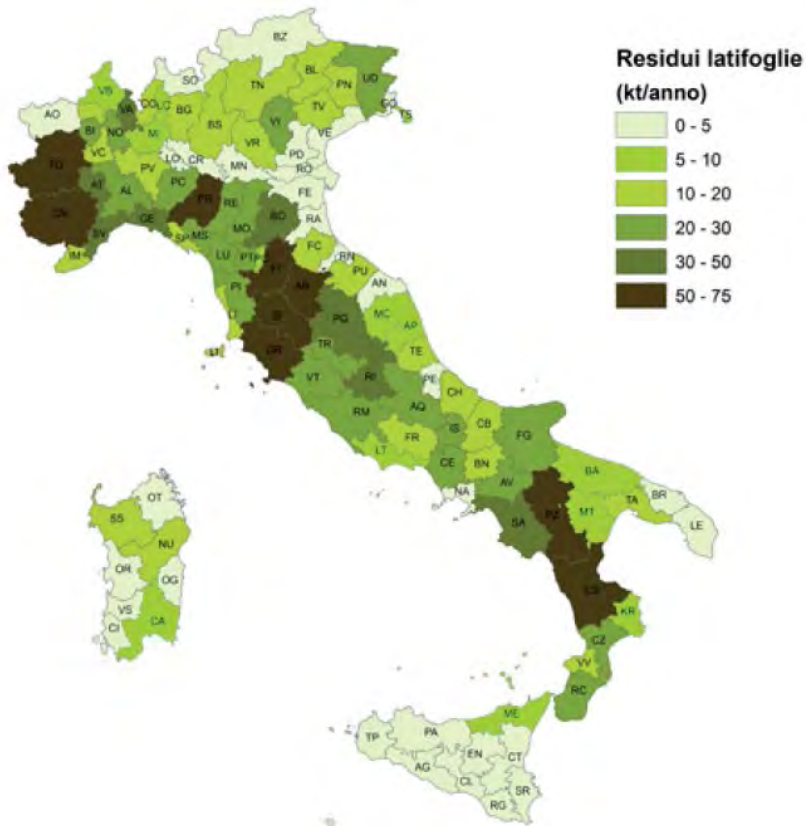 BZ
SO
BL
TN
PN
UD
VB
AO
VA
CO
LC
BG
TV
GO
TS
BI
NO
MI
BS
VR
VI
VE
VC
LO
CR
MN
PD
RO
TO
PV
AT
AL
PC
PR
RE
FE
CN
GE
MO
BO
RA
SV
SP
MS
IM
LU
PT
FI
FC
RN
PU
AN
PI
LI
AR
SI
PG
MC
AP
GR
TR
TE
LI
VT
RI
PE
RM
AQ
CH
FR
IS
CB
FG
LT
CE
BN
BA
NA
AV
SA
PZ
MT
TA
BR
LE
OT
SS
NU
OR
OG
VS
CI
CA
CS
KR
CZ
VV
RC
ME
TP
PA
EN
CT
AG
CL
SR
RG
Residui latifoglie
(kt/anno)
0 - 5
5 - 10
10 - 20
20 - 30
30 - 50
50 - 75